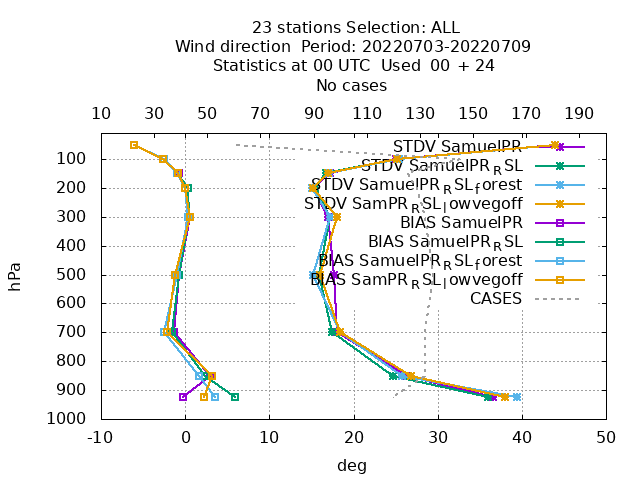 23 stations Selection: ALL
Wind direction  Period: 20220703-20220709
Statistics at 00 UTC  Used  00 + 24
No cases
10 30 50 70 90 110 130 150 170 190
STDV SamuelPR
100
STDV SamuelPR_RSL
STDV SamuelPR_RSL_forest
200
STDV SamPR_RSL_lowvegoff
300
BIAS SamuelPR
BIAS SamuelPR_RSL
400
BIAS SamuelPR_RSL_forest
500
BIAS SamPR_RSL_lowvegoff
CASES
600
700
800
900
1000
hPa
-10 0 10 20 30 40 50
deg